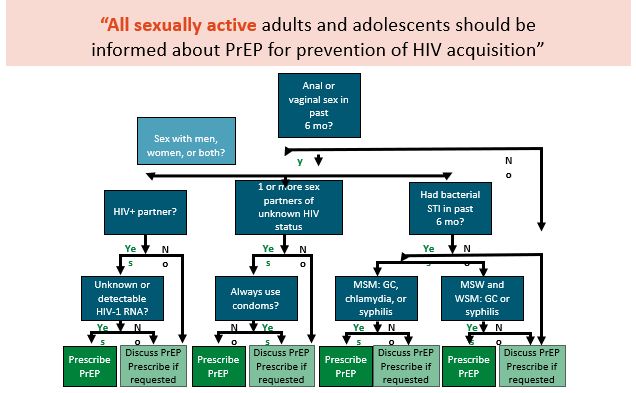 “All sexually active adults and adolescents should be
informed about PrEP for prevention of HIV acquisition”
Anal or
vaginal sex in
past
6 mo?
Sex with men,
women, or both?
y
N
o
HIV+ partner?
1 or more sex
partners of
unknown HIV
status
Had bacterial
STI in past
6 mo?
Ye
s
N
o
Ye
s
N
o
Ye
s
N
o
Unknown or
detectable
HIV-1 RNA?
Always use
condoms?
MSM: GC,
chlamydia, or
syphilis
MSW and
WSM: GC or
syphilis
Ye
s
N
o
N
o
Ye
s
Ye
s
N
o
Ye
s
N
o
Prescribe
PrEP
Discuss PrEP
Prescribe if
requested
Prescribe
PrEP
Discuss PrEP
Prescribe if
requested
Prescribe
PrEP
Discuss PrEP
Prescribe if
requested
Prescribe
PrEP
Discuss PrEP
Prescribe if
requested